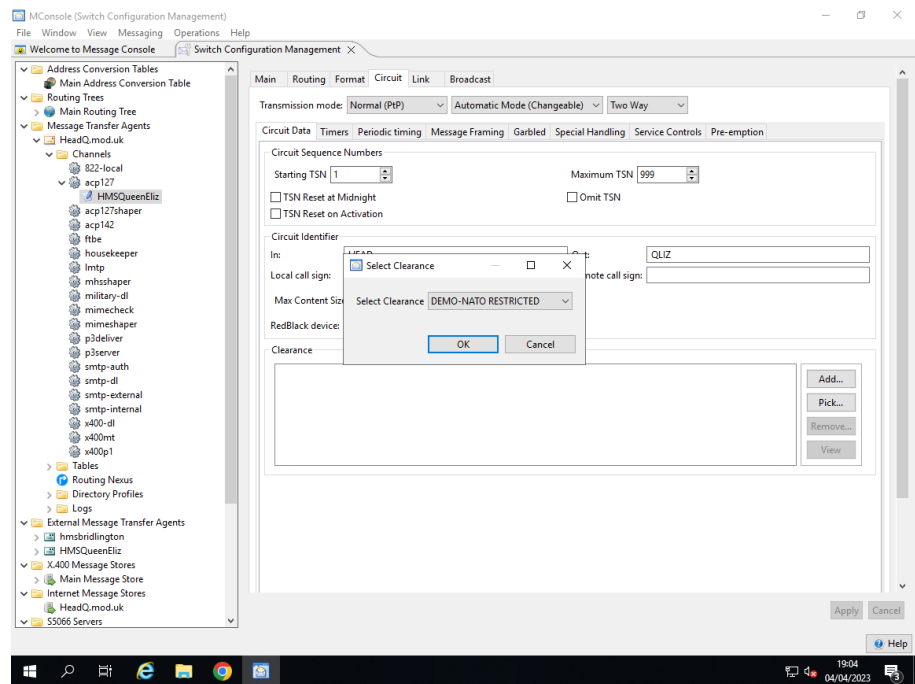 MConsole (Switch Configuration Management)
File Window View Messaging Operations Help
Welcome to Message Console
Switch Configuration Management
Address Conversion Tables
Main Address Conversion Table
Routing Trees
Main Routing Tree
Message Transfer Agents
HeadQ.mod.uk
Channels
822-local
acp127
HMSQueenEliz
acp127shaper
acp142
ftbe
housekeeper
lmtp
mhsshaper
military-dl
mimecheck
mimeshaper
p3deliver
p3server
smtp-auth
smtp-dl
smtp-external
smtp-internal
x400-dl
x400mt
x400p1
Tables
Routing Nexus
Directory Profiles
Logs
External Message Transfer Agents
hmsbridlington
HMSQueenEliz
X.400 Message Stores
Main Message Store
Internet Message Stores
HeadQ.mod.uk
S5066 Servers
Main Routing Format Circuit Link Broadcast
Transmission mode: Normal (PtP) Automatic Mode (Changeable) Two Way
Circuit Data Timers Periodic timing Message Framing Garbled Special Handling Service Controls Pre-emption
Circuit Sequence Numbers
Starting TSN 1 Maximum TSN 999
TSN Reset at Midnight Omit TSN
TSN Reset on Activation
Circuit Identifier
In: QLIZ
Local call sign: note call sign:
Max Content Size
RedBlack device:
Select Clearance
Select Clearance DEMO-NATO RESTRICTED
OK Cancel
Clearance
Add...
Pick...
Remove...
View
Apply Cancel
Help
19:04
04/04/2023
3